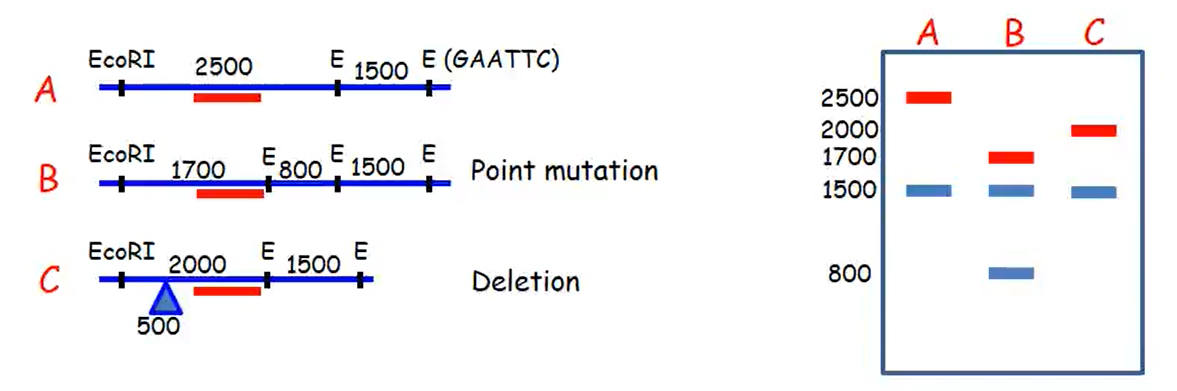 EcoRI 2500 E 1500 E (GAATTC)
A
EcoRI 1700 E 800 E 1500 E
B
Point mutation
EcoRI 2000 E 1500 E
C
Deletion
500
A B C
2500
2000
1700
1500
800